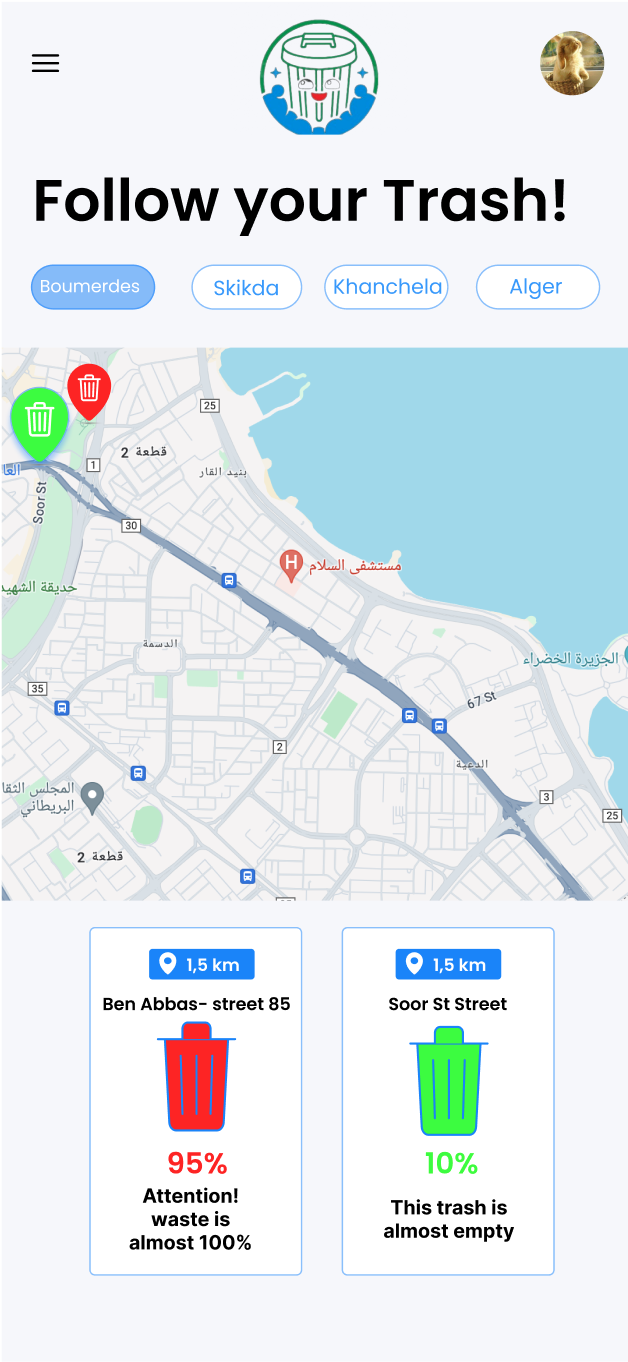 Follow your Trash!
Boumerdes
Skikda
Khanchela
Alger
25
قطعة 2
1
العا
بنيد القار
Soor St
30
مستشفى السلام
حديقة الشهيد
الدسمة
الجزيرة الخضراء
35
67 St
2
الدعية
المجلس الثقا
البريطاني
3
25
قطعة 2
1,5 km
1,5 km
Ben Abbas- street 85
Soor St Street
95%
10%
Attention!
waste is
almost 100%
This trash is
almost empty